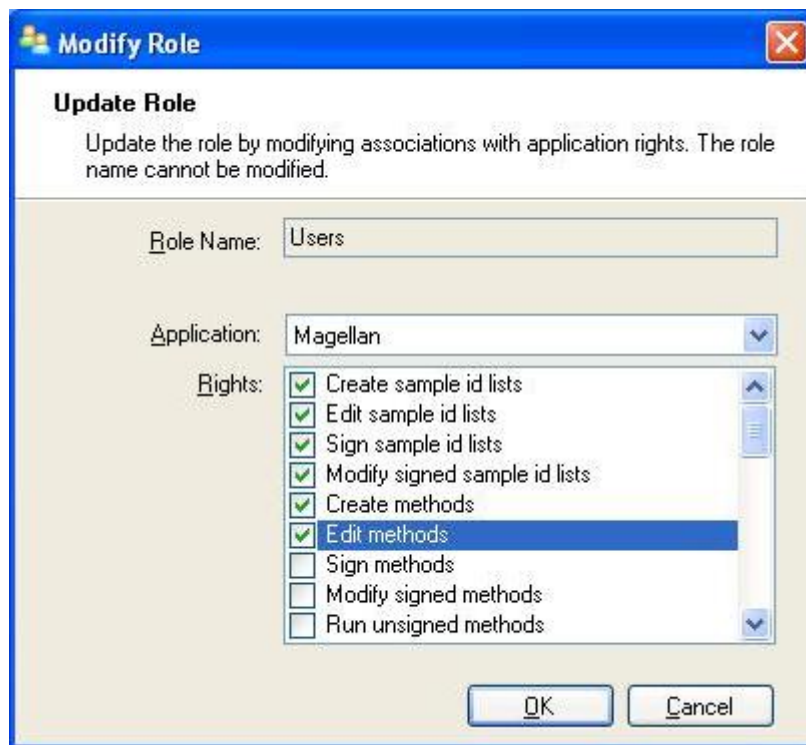 Modify Role
Update Role
Update the role by modifying associations with application rights. The role
name cannot be modified.
Role Name: Users
Application: Magellan
Rights: Create sample id lists
Edit sample id lists
Sign sample id lists
Modify signed sample id lists
Create methods
Edit methods
Sign methods
Modify signed methods
Run unsigned methods
OK Cancel